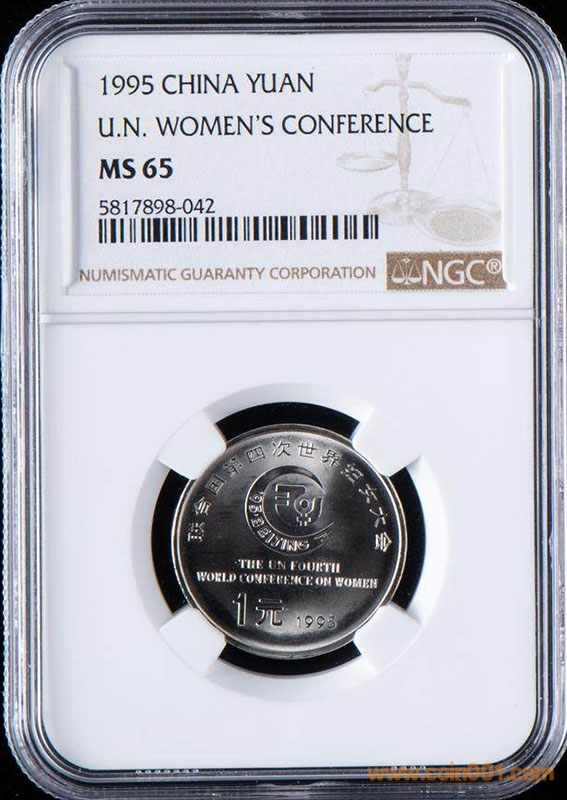 1995 CHINA YUAN
U.N. WOMEN'S CONFERENCE
MS 65
5817898-042
NUMISMATIC GUARANTY CORPORATION
NGC®
联合国第四次世界妇女大会
'95·BEIJING
·THE UN FOURTH
WORLD CONFERENCE ON WOMEN
1元 1995
www.coin001.com